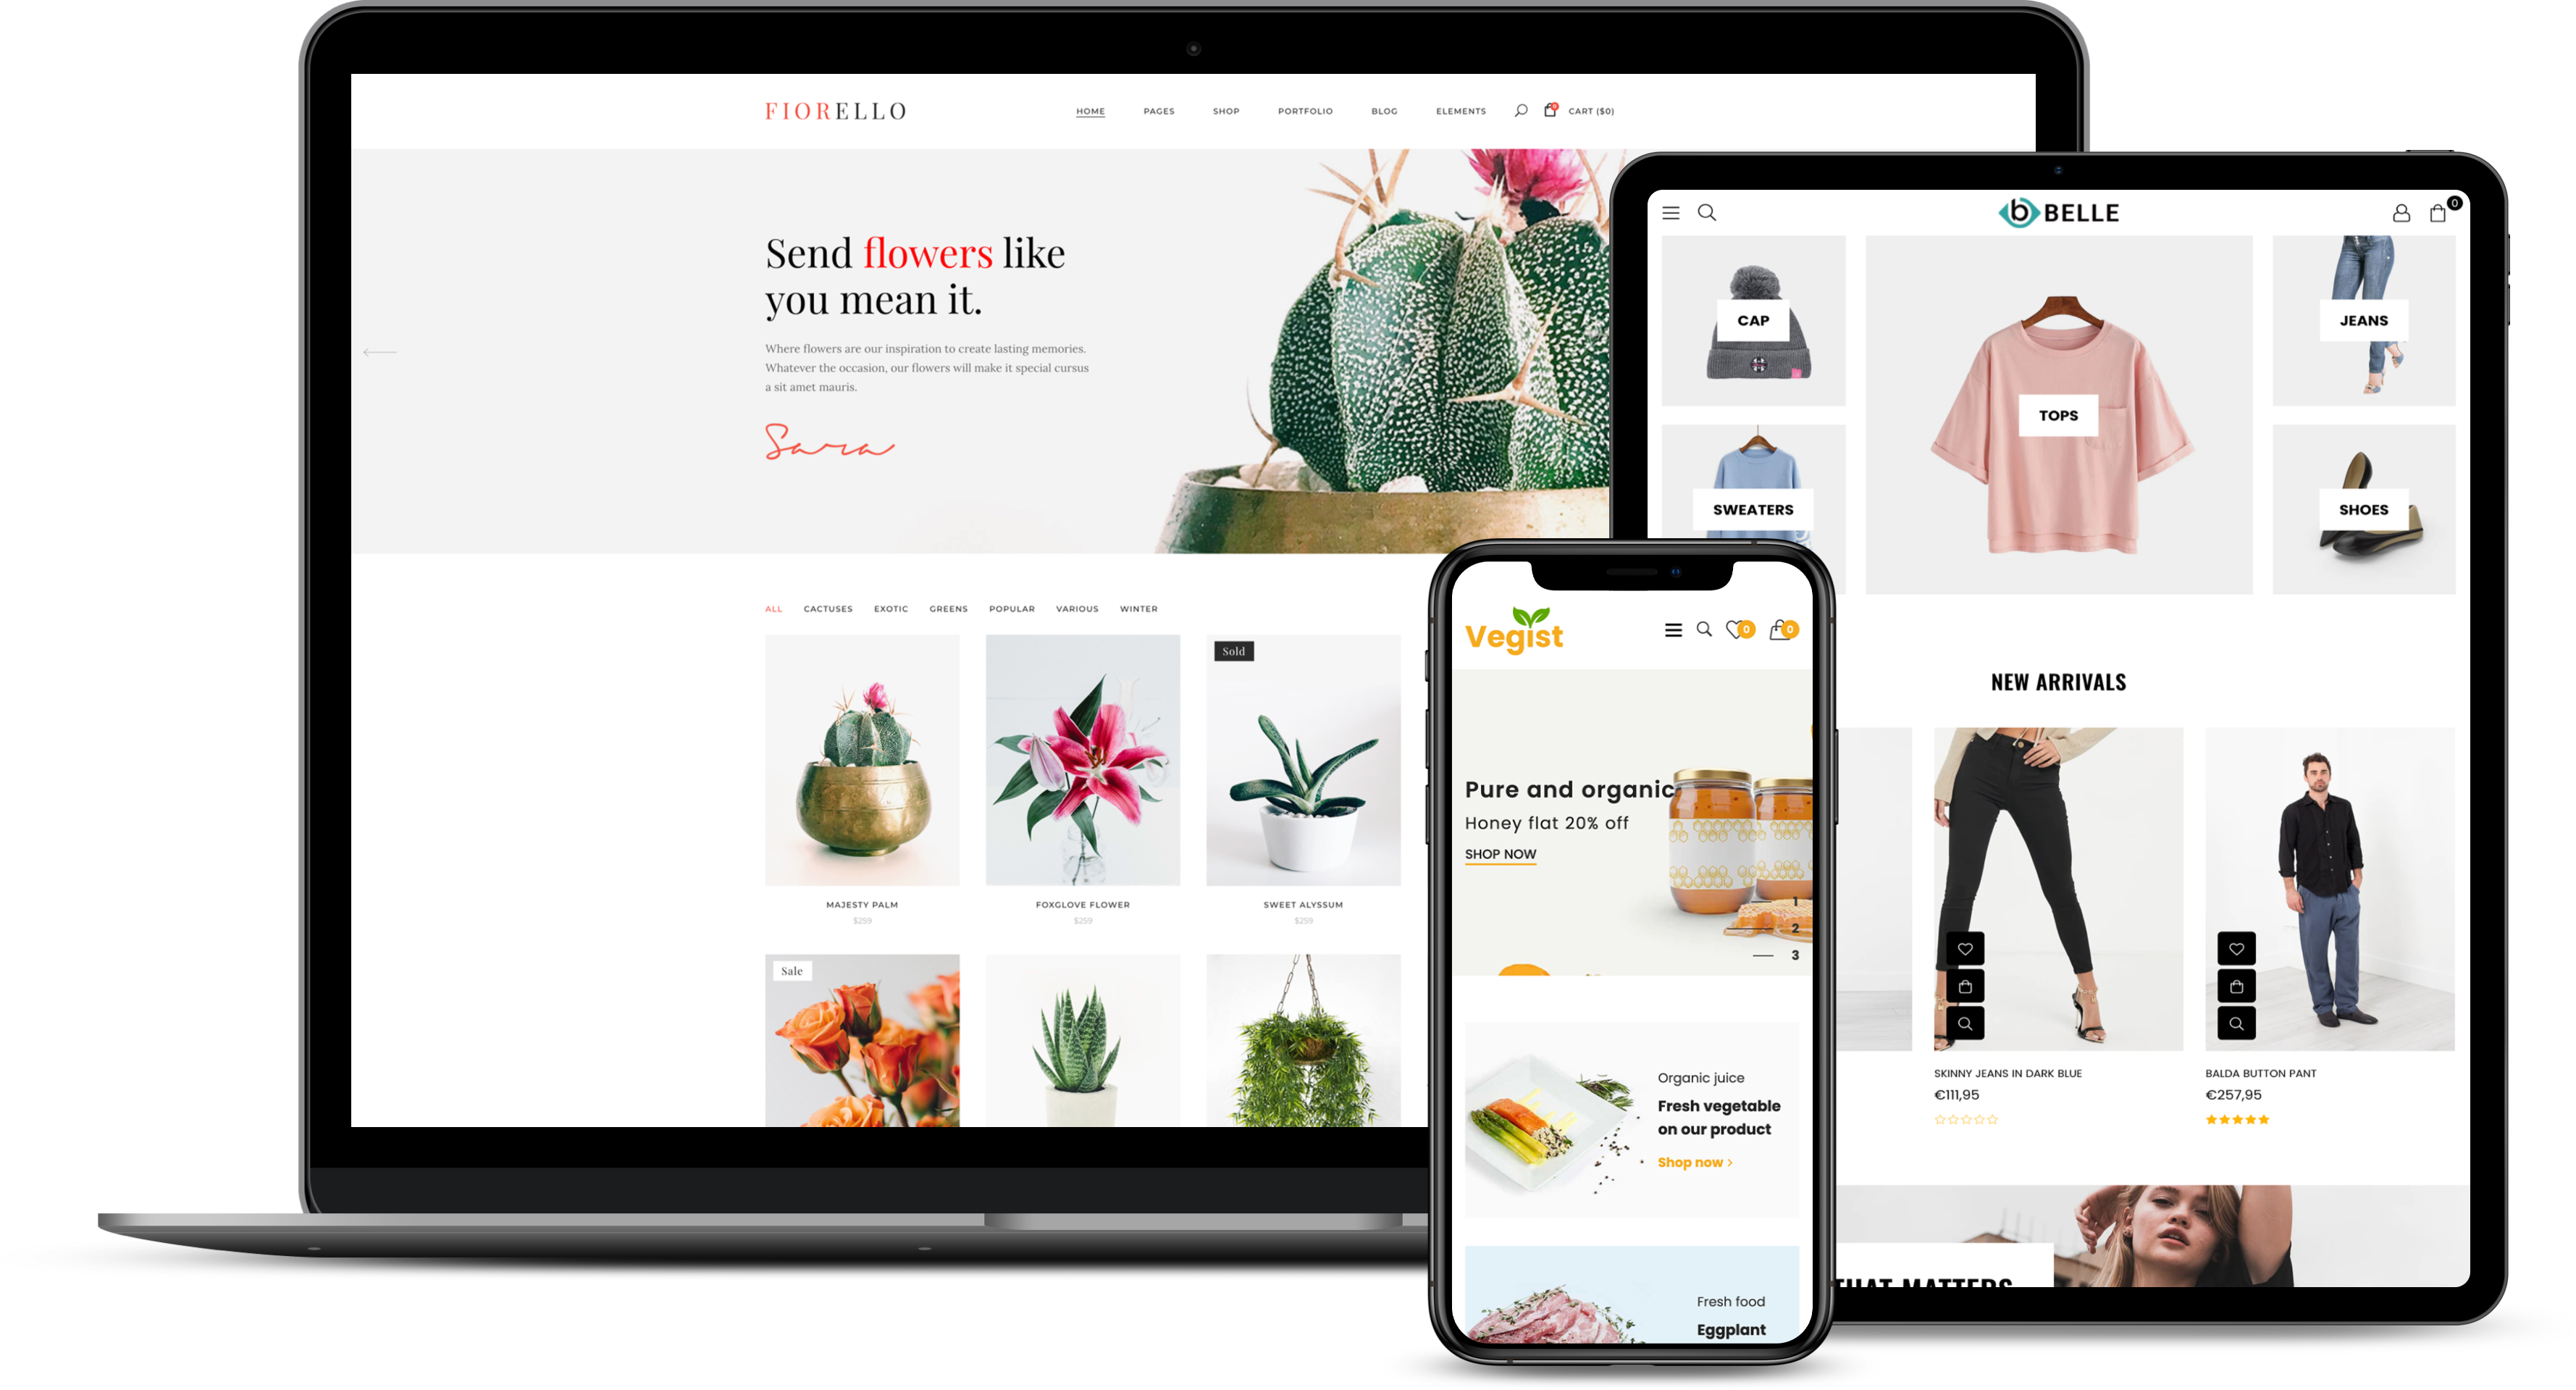 FIORELLO
HOME PAGES SHOP PORTFOLIO BLOG ELEMENTS 0 CART ($0)
Send flowers like
you mean it.
Where flowers are our inspiration to create lasting memories.
Whatever the occasion, our flowers will make it special cursus
a sit amet mauris.
Sara
ALL CACTUSES EXOTIC GREENS POPULAR VARIOUS WINTER
Sold
MAJESTY PALM
$259
FOXGLOVE FLOWER
$259
SWEET ALYSSUM
$259
Sale
b BELLE
0
CAP
TOPS
JEANS
SWEATERS
SHOES
NEW ARRIVALS
SKINNY JEANS IN DARK BLUE
€111,95
BALDA BUTTON PANT
€257,95
THAT MATTERS
Vegist
0 0
Pure and organic
Honey flat 20% off
SHOP NOW
1
2
3
Organic juice
Fresh vegetable
on our product
Shop now >
Fresh food
Eggplant